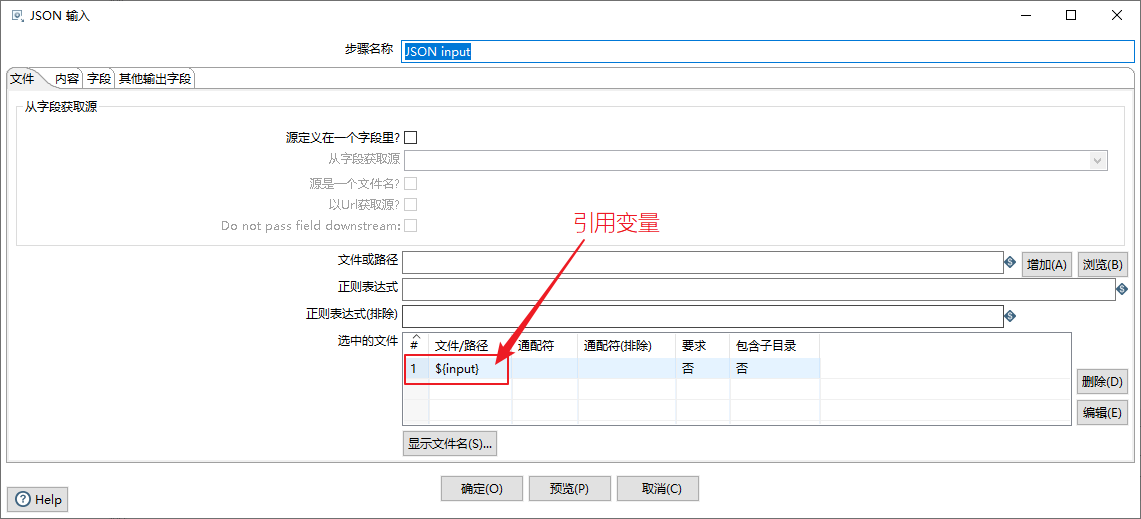 JSON 输入
步骤名称 JSON input
文件 内容 字段 其他输出字段
从字段获取源
源定义在一个字段里?
从字段获取源
源是一个文件名?
以Url获取源?
Do not pass field downstream:
引用变量
文件或路径 增加(A) 浏览(B)
正则表达式
正则表达式(排除)
选中的文件
# 文件/路径 通配符 通配符(排除) 要求 包含子目录
1 ${input} 否 否
删除(D)
编辑(E)
显示文件名(S)...
确定(O) 预览(P) 取消(C)
Help